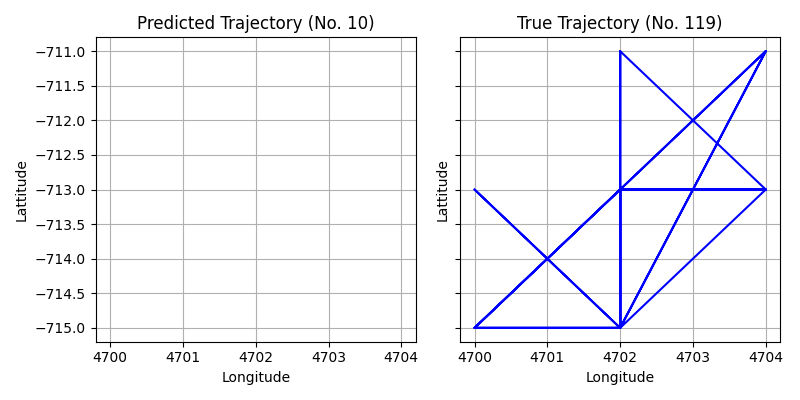 Predicted Trajectory (No. 10)
−711.0
−711.5
−712.0
−712.5
−713.0
−713.5
−714.0
−714.5
−715.0
Lattitude
4700 4701 4702 4703 4704
Longitude
True Trajectory (No. 119)
Lattitude
4700 4701 4702 4703 4704
Longitude